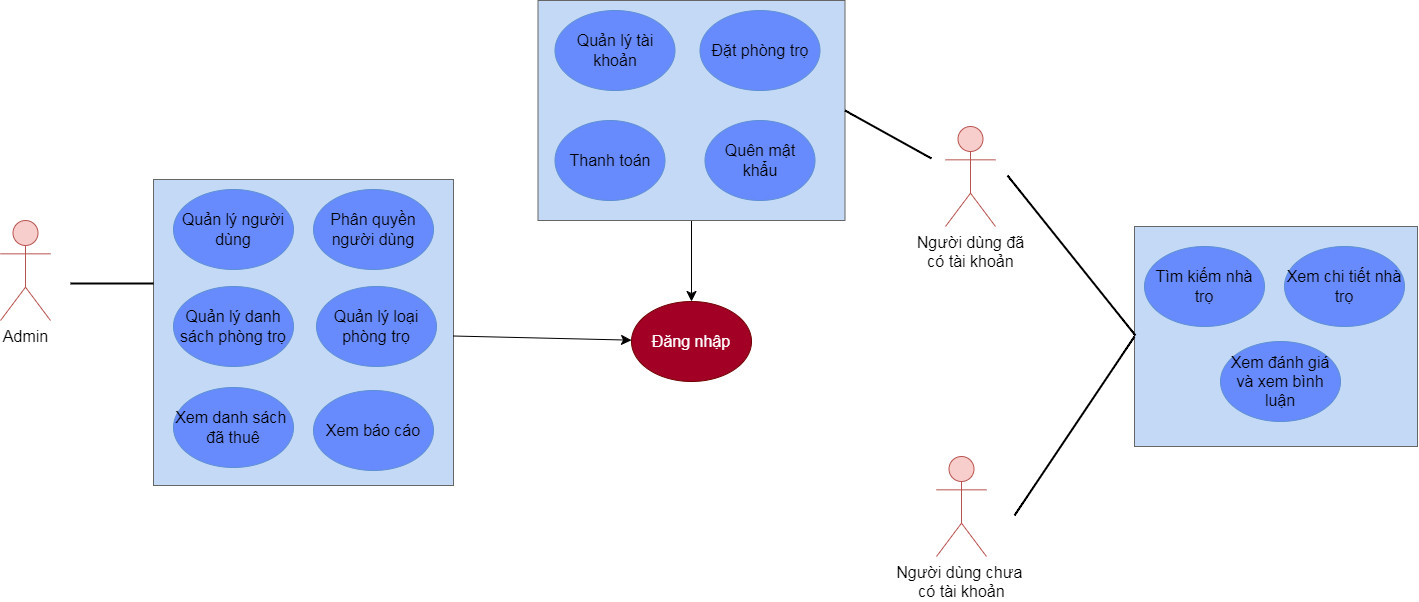 Quản lý tài
khoản
Đặt phòng trọ
Thanh toán
Quên mật
khẩu
Quản lý người
dùng
Phân quyền
người dùng
Quản lý danh
sách phòng trọ
Quản lý loại
phòng trọ
Xem danh sách
đã thuê
Xem báo cáo
Admin
Đăng nhập
Người dùng đã
có tài khoản
Tìm kiếm nhà
trọ
Xem chi tiết nhà
trọ
Xem đánh giá
và xem bình
luận
Người dùng chưa
có tài khoản